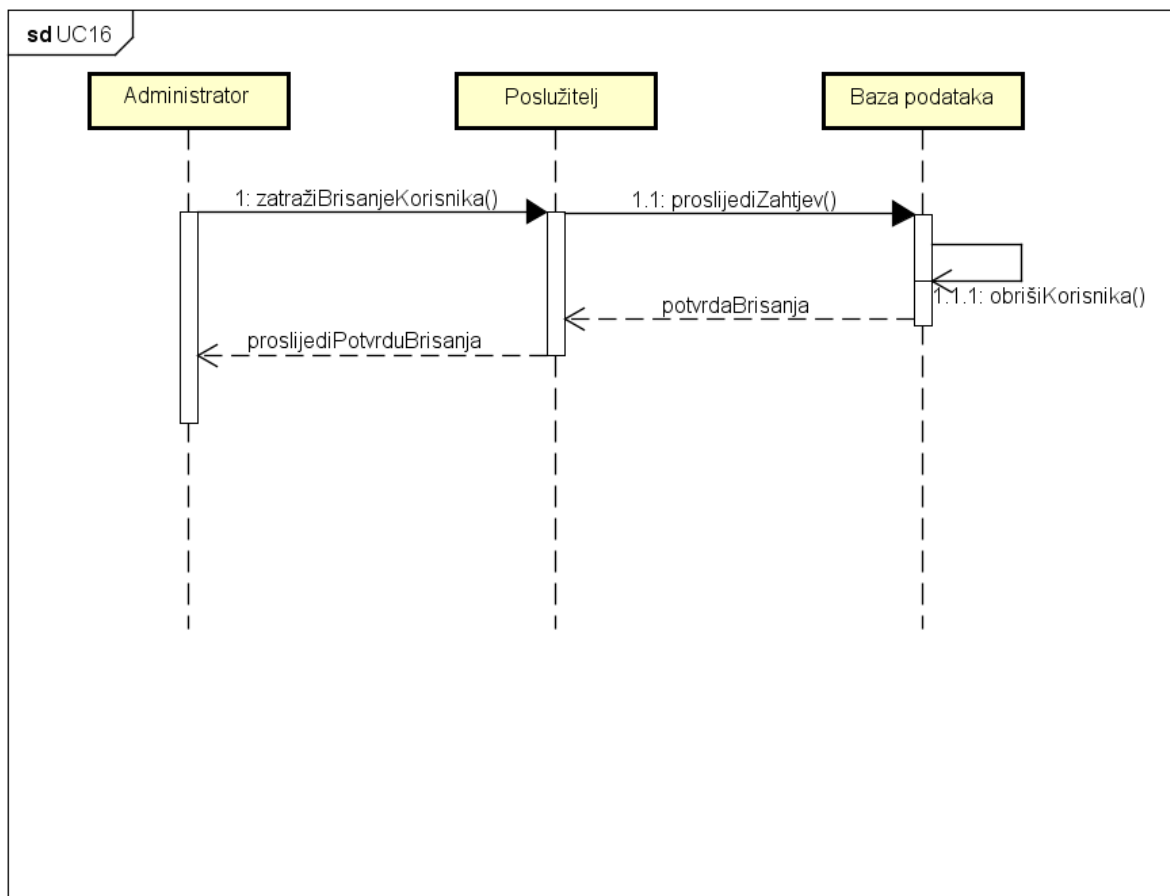 sd UC16
Administrator
Poslužitelj
Baza podataka
1: zatražiBrisanjeKorisnika()
1.1: proslijediZahtjev()
1.1.1: obrišiKorisnika()
potvrdaBrisanja
proslijediPotvrduBrisanja